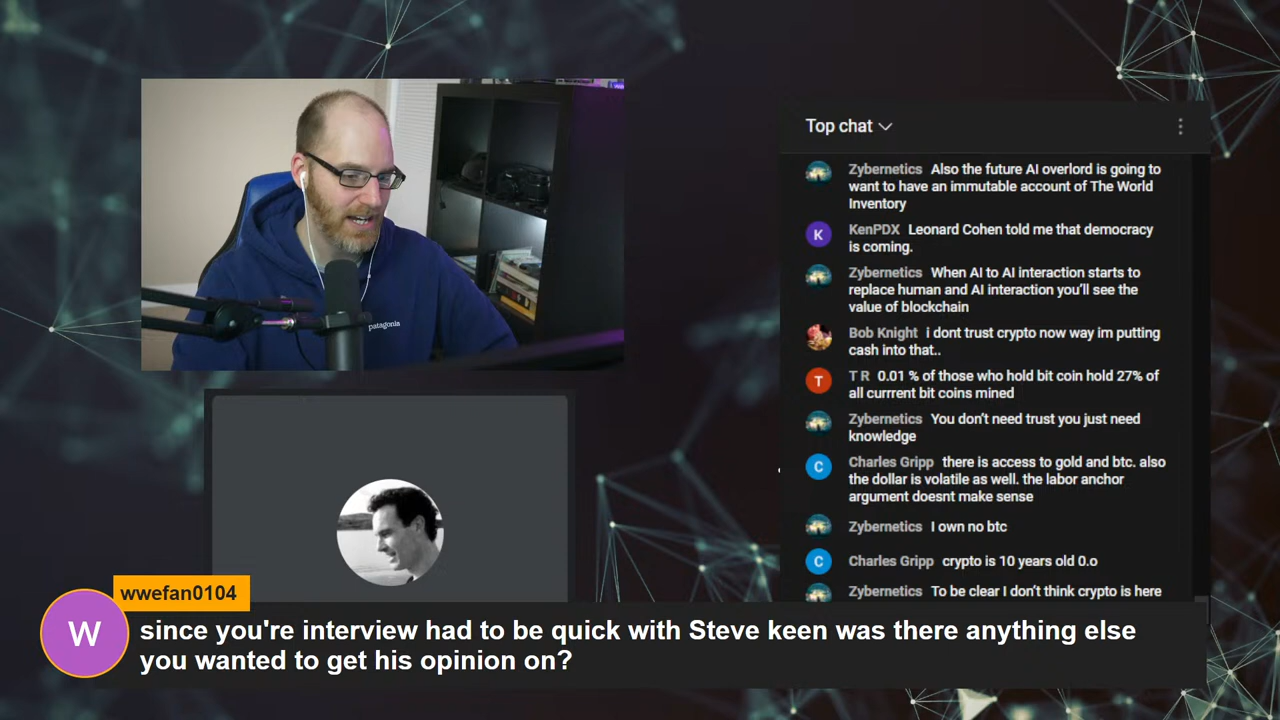 patagonia
Top chat
Zybernetics Also the future AI overlord is going to
want to have an immutable account of The World
Inventory
K
KenPDX Leonard Cohen told me that democracy
is coming.
Zybernetics When AI to AI interaction starts to
replace human and AI interaction you'll see the
value of blockchain
Bob Knight i dont trust crypto now way im putting
cash into that..
T
T R 0.01 % of those who hold bit coin hold 27% of
all currrent bit coins mined
Zybernetics You don't need trust you just need
knowledge
C
Charles Gripp there is access to gold and btc. also
the dollar is volatile as well. the labor anchor
argument doesnt make sense
Zybernetics I own no btc
C
Charles Gripp crypto is 10 years old 0.o
Zybernetics To be clear I don't think crypto is here
wwefan0104
W
since you're interview had to be quick with Steve keen was there anything else
you wanted to get his opinion on?